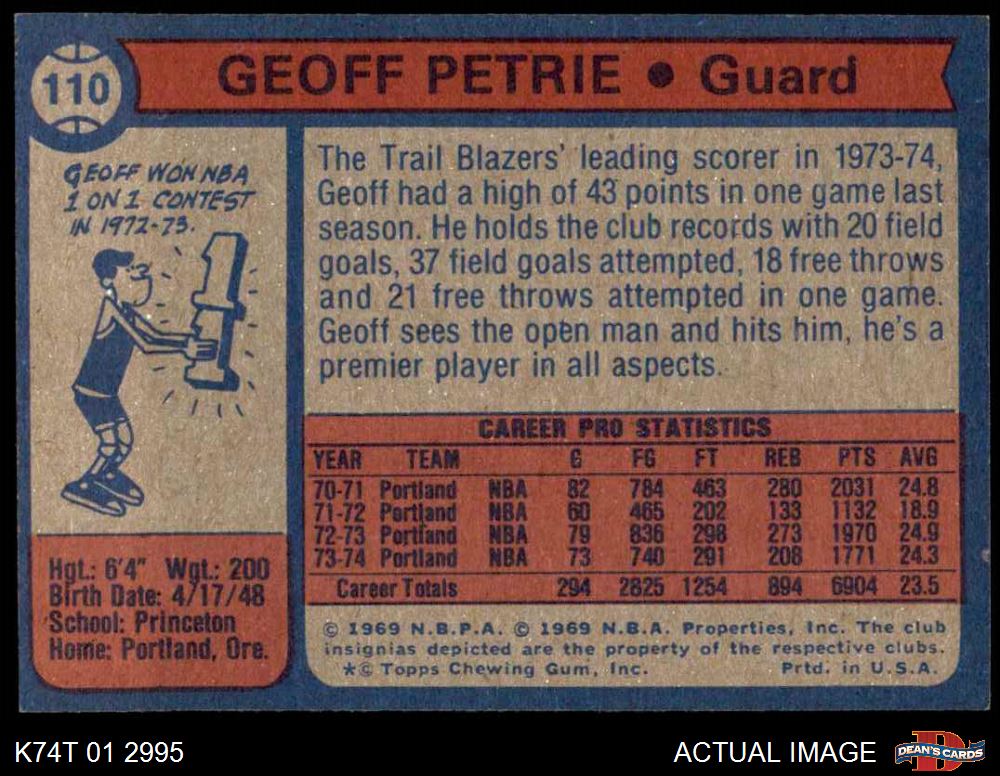 110
GEOFF PETRIE • Guard
GEOFF WON NBA
1 ON 1 CONTEST
IN 1972-73.
1
1
The Trail Blazers' leading scorer in 1973-74,
Geoff had a high of 43 points in one game last
season. He holds the club records with 20 field
goals, 37 field goals attempted, 18 free throws
and 21 free throws attempted in one game.
Geoff sees the open man and hits him, he's a
premier player in all aspects.
Hgt.: 6'4" Wgt.: 200
Birth Date: 4/17/48
School: Princeton
Home: Portland, Ore.
CAREER PRO STATISTICS
YEAR TEAM G FG FT REB PTS AVG
70-71 Portland NBA 82 784 463 280 2031 24.8
71-72 Portland NBA 60 465 202 133 1132 18.9
72-73 Portland NBA 79 836 298 273 1970 24.9
73-74 Portland NBA 73 740 291 208 1771 24.3
Career Totals 294 2825 1254 894 6904 23.5
© 1969 N.B.P.A. © 1969 N.B.A. Properties, Inc. The club
insignias depicted are the property of the respective clubs.
*© Topps Chewing Gum, Inc. Prtd. in U.S.A.
K74T 01 2995
ACTUAL IMAGE
D
DEAN'S CARDS